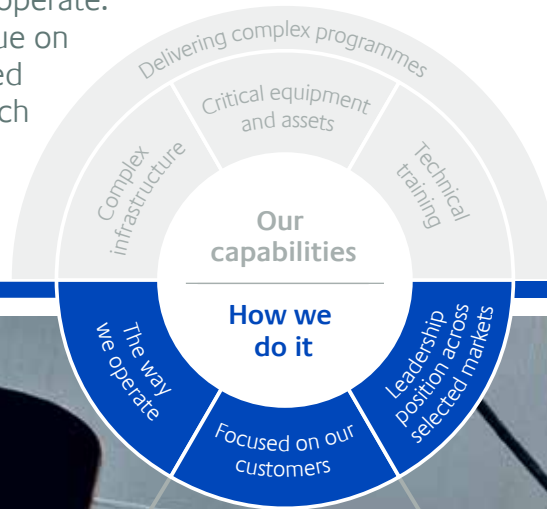 operate.
ue on
ed
ch
Delivering complex programmes
Critical equipment
and assets
Complex
infrastructure
Technical
training
Our
capabilities
How we
do it
The way
we operate
Focused on our
customers
Leadership
position across
selected markets